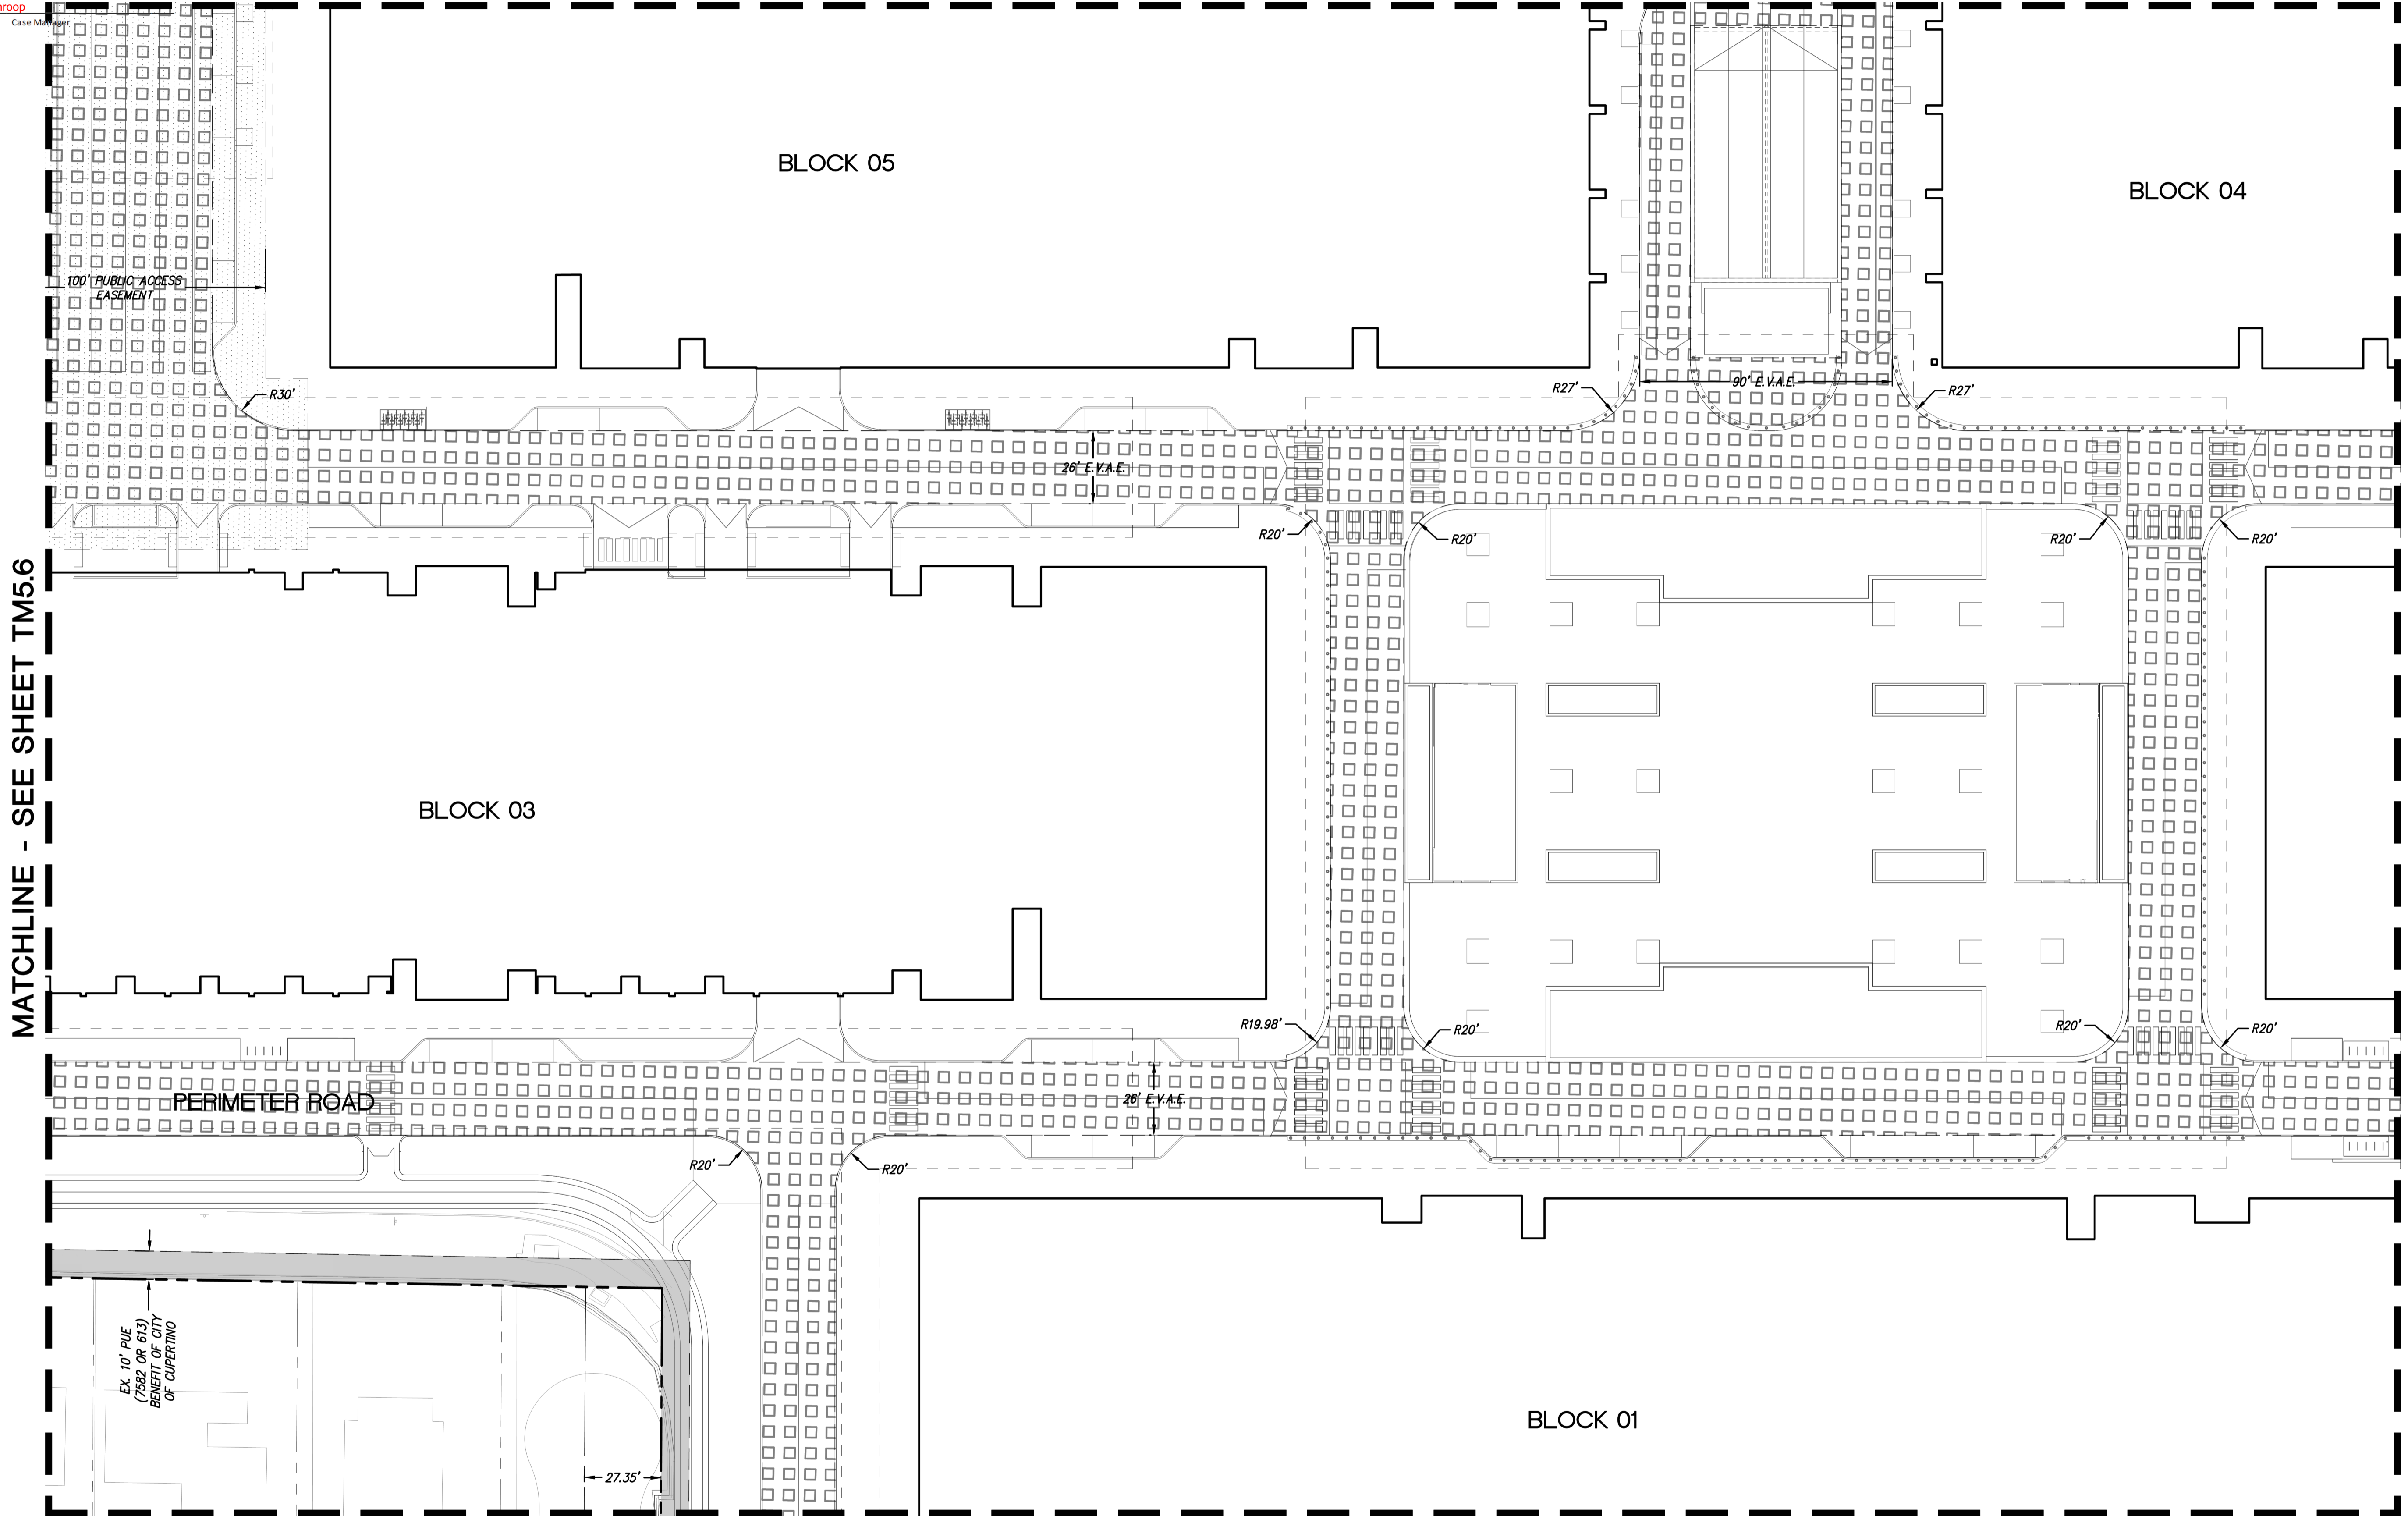 Case Manager
BLOCK 05
BLOCK 04
100' PUBLIC ACCESS
EASEMENT
R30'
R27'
90' E.V.A.E.
R27'
26' E.V.A.E.
R20'
R20'
R20'
R20'
MATCHLINE - SEE SHEET TM5.6
BLOCK 03
R19.98'
R20'
R20'
R20'
PERIMETER ROAD
26' E.V.A.E.
R20'
R20'
EX. 10' PUE
(7582 OR 613)
BENEFIT OF CITY
OF CUPERTINO
BLOCK 01
27.35'